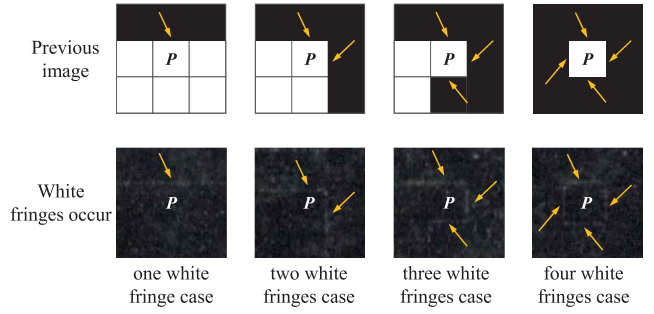 Previous
image
P
P
P
P
White
fringes occur
P
P
P
P
one white
fringe case
two white
fringes case
three white
fringes case
four white
fringes case